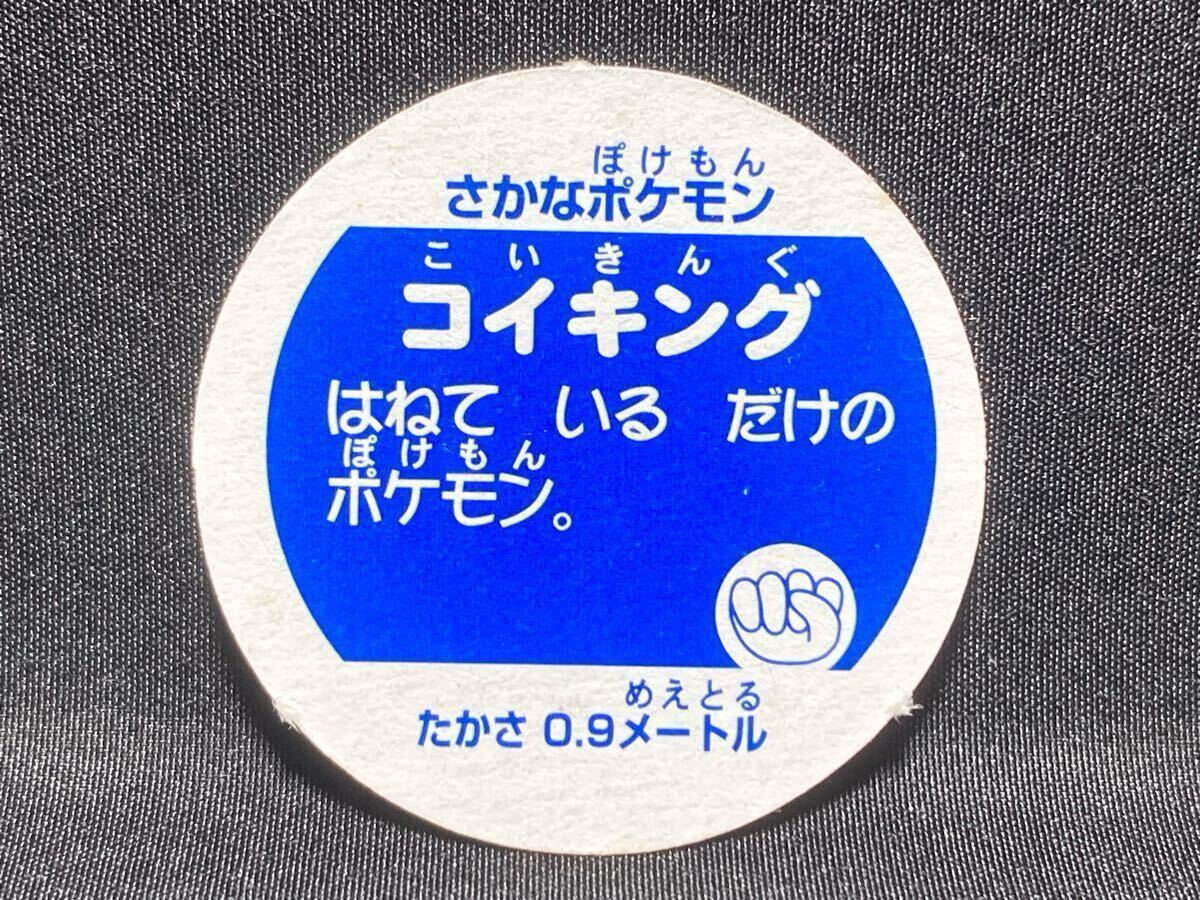 ぽけもん
さかなポケモン
こいきんぐ
コイキング
はねて いる だけの
ぽけもん
ポケモン。
めえとる
たかさ 0.9メートル